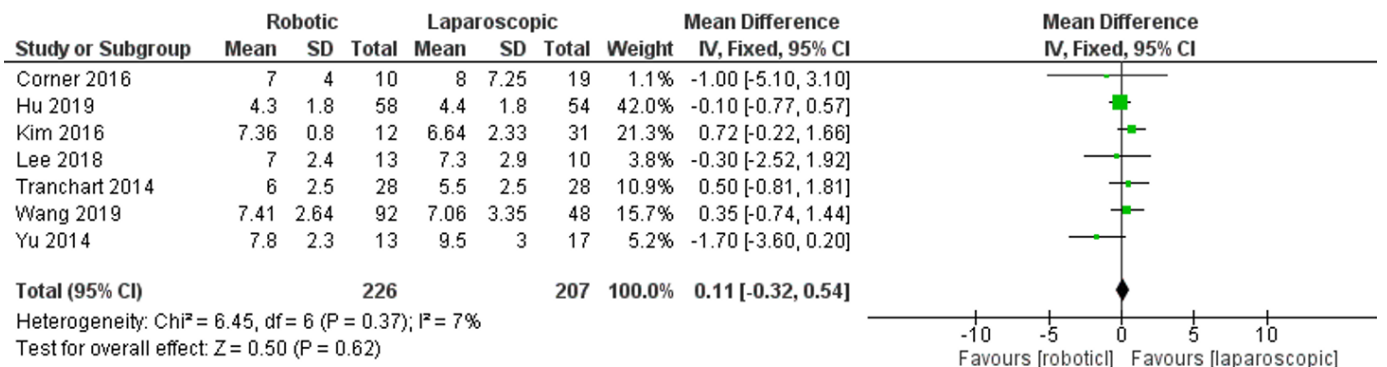 Robotic Laparoscopic Mean Difference Mean Difference
Study or Subgroup Mean SD Total Mean SD Total Weight IV, Fixed, 95% CI IV, Fixed, 95% CI
Corner 2016 7 4 10 8 7.25 19 1.1% -1.00 [-5.10, 3.10]
Hu 2019 4.3 1.8 58 4.4 1.8 54 42.0% -0.10 [-0.77, 0.57]
Kim 2016 7.36 0.8 12 6.64 2.33 31 21.3% 0.72 [-0.22, 1.66]
Lee 2018 7 2.4 13 7.3 2.9 10 3.8% -0.30 [-2.52, 1.92]
Tranchart 2014 6 2.5 28 5.5 2.5 28 10.9% 0.50 [-0.81, 1.81]
Wang 2019 7.41 2.64 92 7.06 3.35 48 15.7% 0.35 [-0.74, 1.44]
Yu 2014 7.8 2.3 13 9.5 3 17 5.2% -1.70 [-3.60, 0.20]
Total (95% CI) 226 207 100.0% 0.11 [-0.32, 0.54]
Heterogeneity: Chi² = 6.45, df = 6 (P = 0.37); I² = 7%
Test for overall effect: Z = 0.50 (P = 0.62)
-10 -5 0 5 10
Favours [roboticl] Favours [laparoscopic]